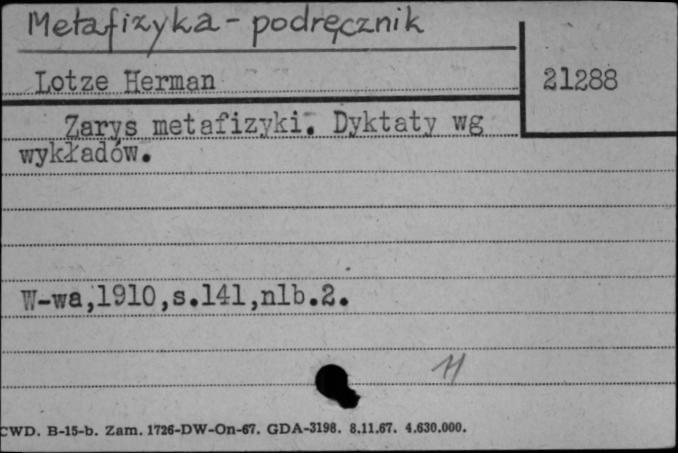 Metafizyka - podręcznik
Lotze Herman
21288
Zarys metafizyki. Dyktaty wg
wykładów.
W-wa,1910,s.141,nlb.2.
CWD. B-15-b. Zam. 1726-DW-On-67. GDA-3198. 8.11.67. 4.630.000.